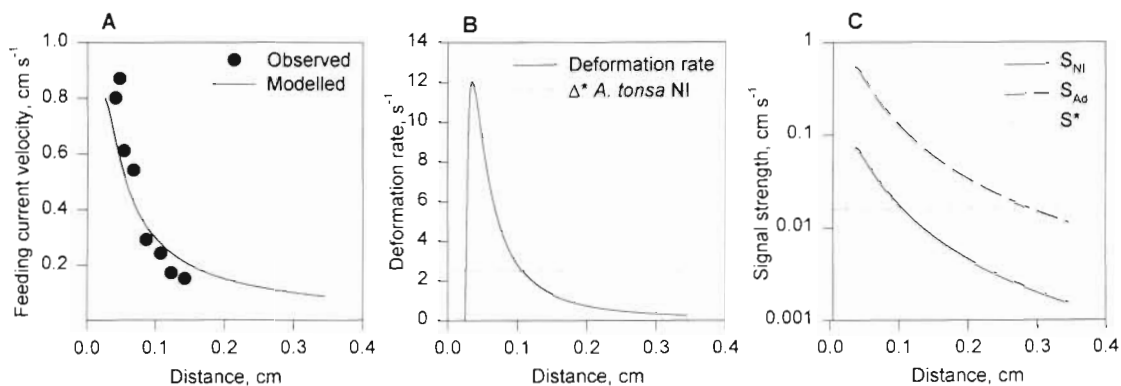 A
Feeding current velocity, cm s⁻¹
1.0
0.8
0.6
0.4
0.2
0.0
0.1
0.2
0.3
0.4
Distance, cm
Observed
Modelled
B
Deformation rate, s⁻¹
14
12
10
8
6
4
2
0
0.0
0.1
0.2
0.3
0.4
Distance, cm
Deformation rate
Δ* A. tonsa NI
C
Signal strength, cm s⁻¹
1
0.1
0.01
0.001
0.0
0.1
0.2
0.3
0.4
Distance, cm
S_NI
S_Ad
S*